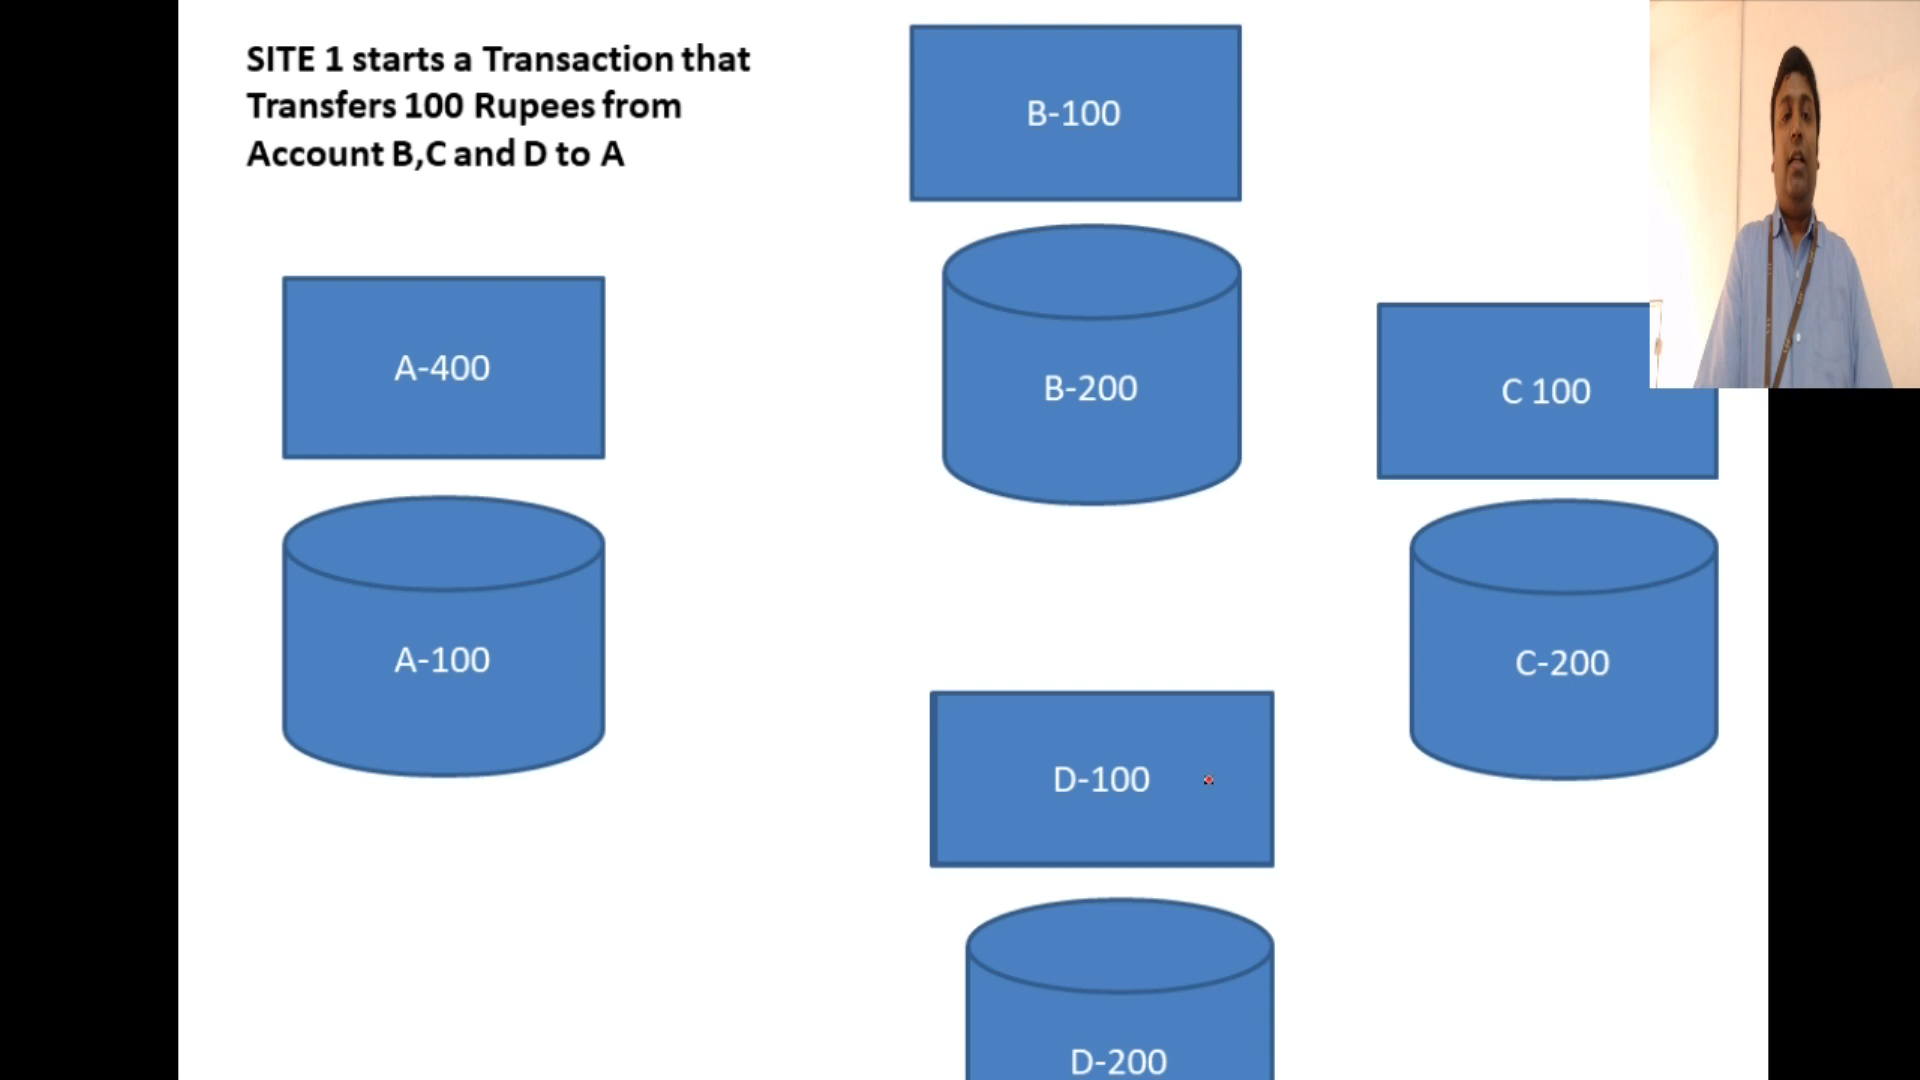 SITE 1 starts a Transaction that
Transfers 100 Rupees from
Account B,C and D to A
B-100
A-400
B-200
C 100
A-100
C-200
D-100
D-200